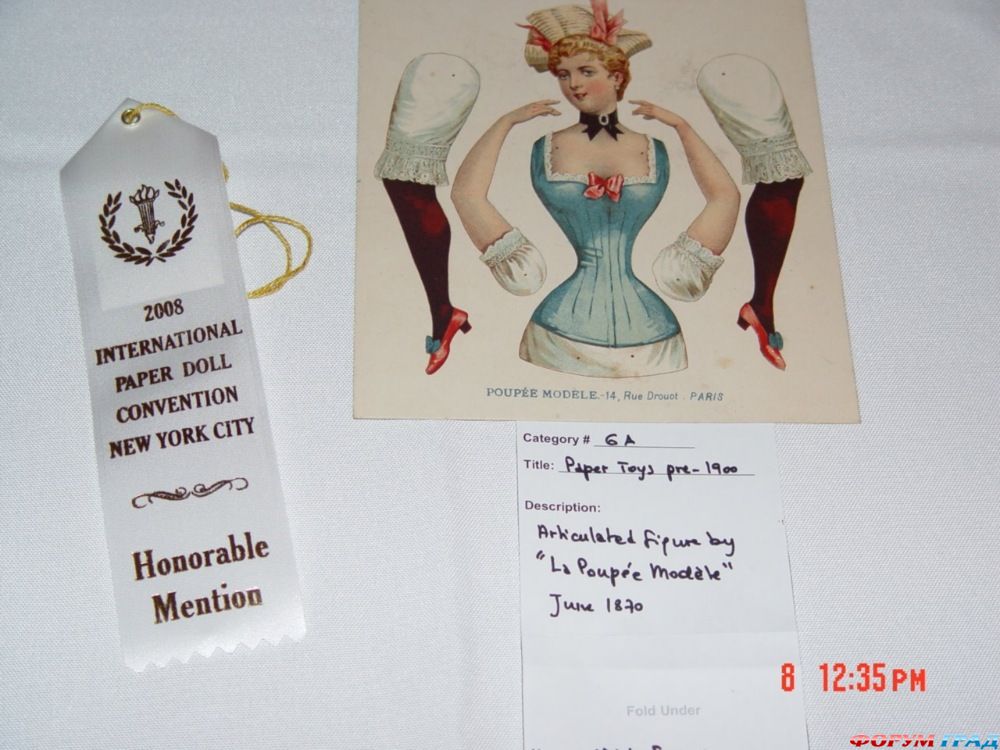 2008
INTERNATIONAL
PAPER DOLL
CONVENTION
NEW YORK CITY
Honorable
Mention
POUPÉE MODÈLE.-14, Rue Drouot . PARIS
Category # 6A
Title: Paper Toys pre-1900
Description:
Articulated figure by
"La Poupée Modèle"
June 1870
Fold Under
8 12:35PM
ФОРУМГРАД